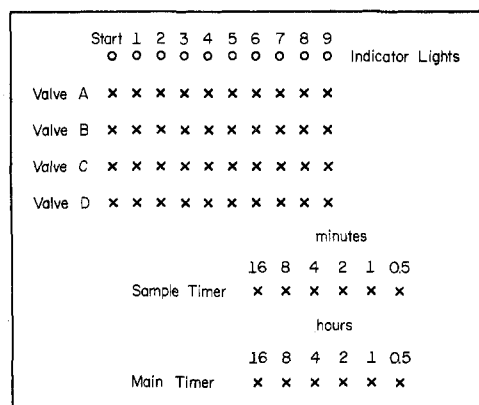 Start 1 2 3 4 5 6 7 8 9
o o o o o o o o o o Indicator Lights
Valve A x x x x x x x x x x
Valve B x x x x x x x x x x
Valve C x x x x x x x x x x
Valve D x x x x x x x x x x
minutes
16 8 4 2 1 0.5
Sample Timer x x x x x x
hours
16 8 4 2 1 0.5
Main Timer x x x x x x